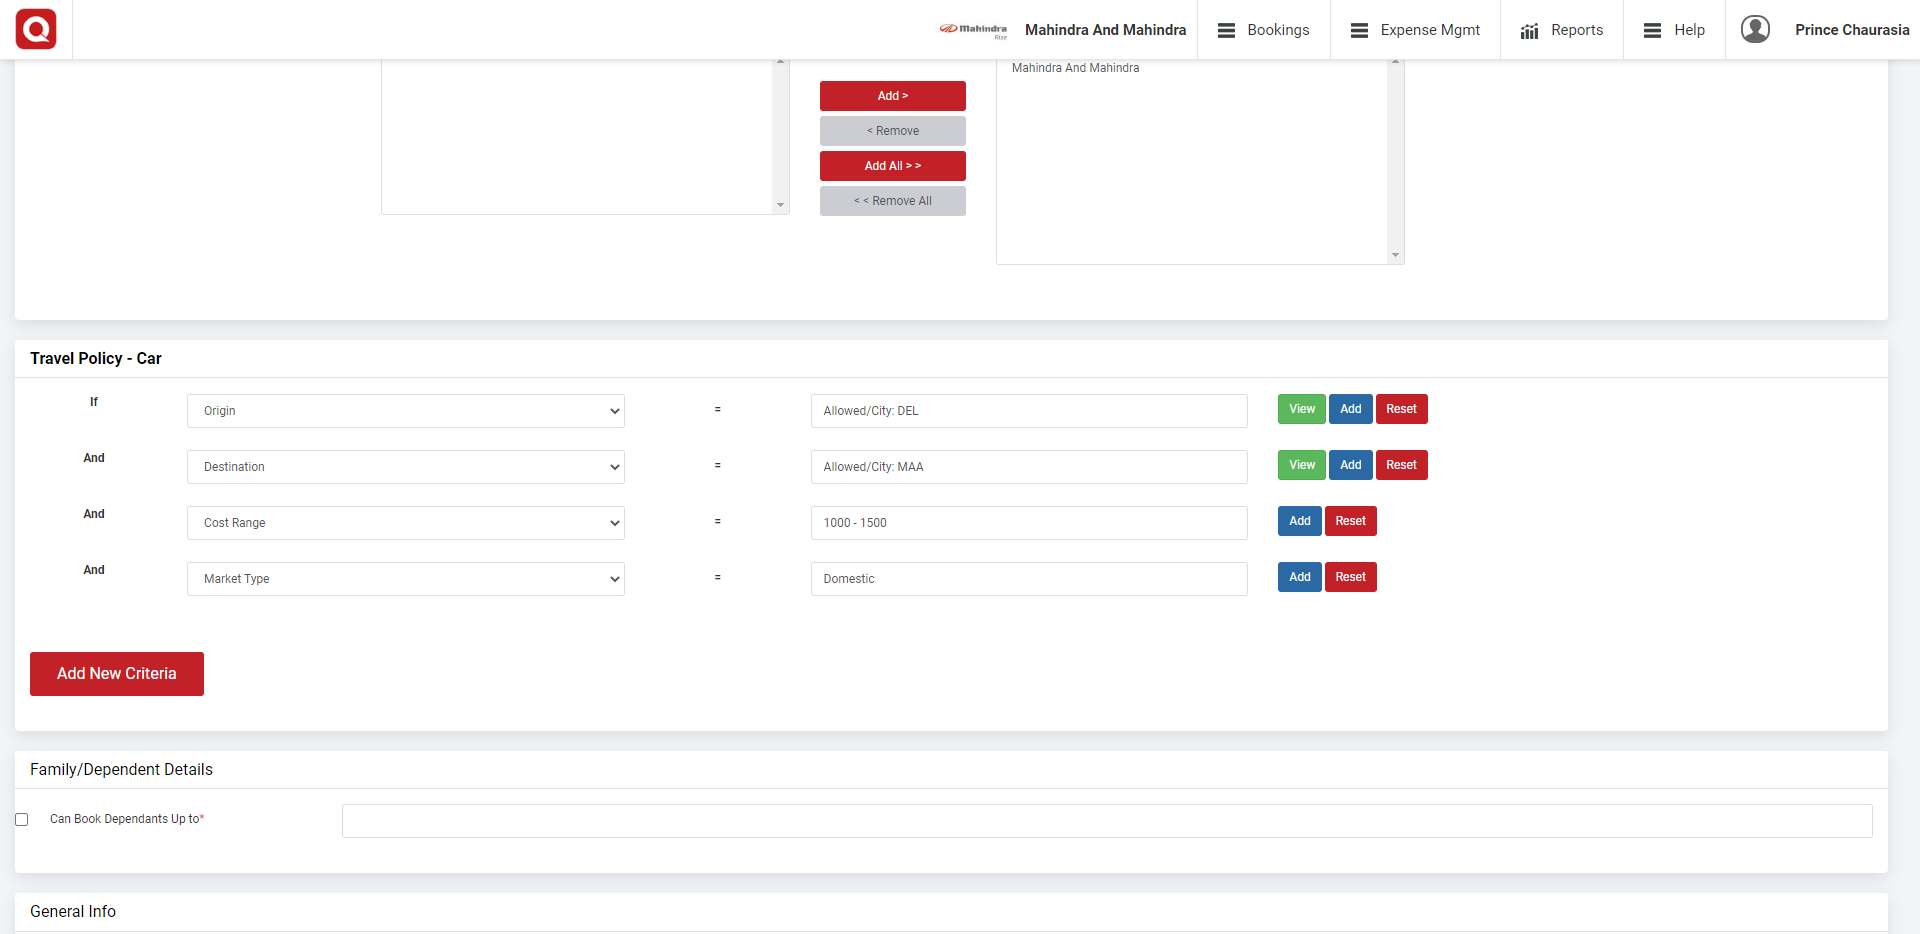 Mahindra
Rise
Mahindra And Mahindra
Bookings
Expense Mgmt
Reports
Help
Prince Chaurasia
Mahindra And Mahindra
Add >
< Remove
Add All > >
< < Remove All
Travel Policy - Car
If
Origin
=
Allowed/City: DEL
View
Add
Reset
And
Destination
=
Allowed/City: MAA
View
Add
Reset
And
Cost Range
=
1000 - 1500
Add
Reset
And
Market Type
=
Domestic
Add
Reset
Add New Criteria
Family/Dependent Details
Can Book Dependants Up to*
General Info